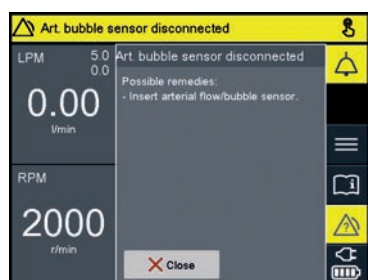 Art. bubble sensor disconnected
LPM
5.0
0.0
0.00
l/min
Art. bubble sensor disconnected
Possible remedies:
- Insert arterial flow/bubble sensor.
RPM
2000
r/min
Close